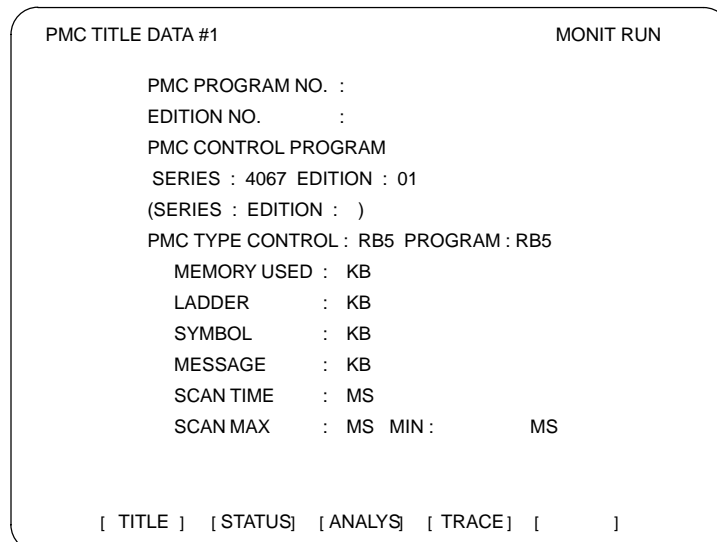 PMC TITLE DATA #1 MONIT RUN
PMC PROGRAM NO. :
EDITION NO. :
PMC CONTROL PROGRAM
SERIES : 4067 EDITION : 01
(SERIES : EDITION : )
PMC TYPE CONTROL : RB5 PROGRAM : RB5
MEMORY USED : KB
LADDER : KB
SYMBOL : KB
MESSAGE : KB
SCAN TIME : MS
SCAN MAX : MS MIN : MS
[ TITLE ] [ STATUS] [ ANALYS] [ TRACE ] [ ]